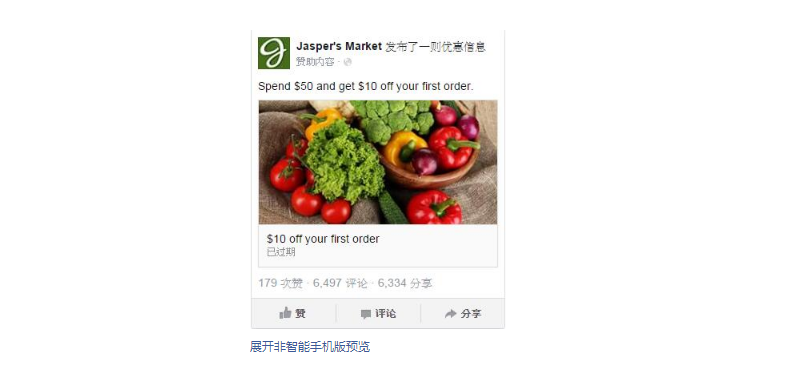 Jasper's Market 发布了一则优惠信息
赞助内容 ·
Spend $50 and get $10 off your first order.
$10 off your first order
已过期
179 次赞 · 6,497 评论 · 6,334 分享
赞 评论 分享
展开非智能手机版预览